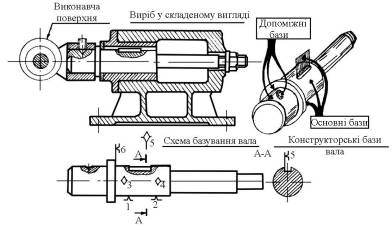 Виконавча
поверхня
Виріб у складеному вигляді
Допоміжні
бази
Основні бази
6
5
А
Схема базування вала
А-А
Конструкторські бази
вала
5
3
4
1
2
А